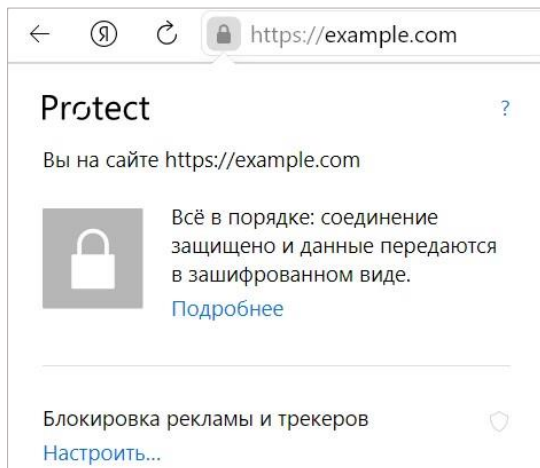 Я https://example.com
Protect ?
Вы на сайте https://example.com
Всё в порядке: соединение
защищено и данные передаются
в зашифрованном виде.
Подробнее
Блокировка рекламы и трекеров
Настроить...